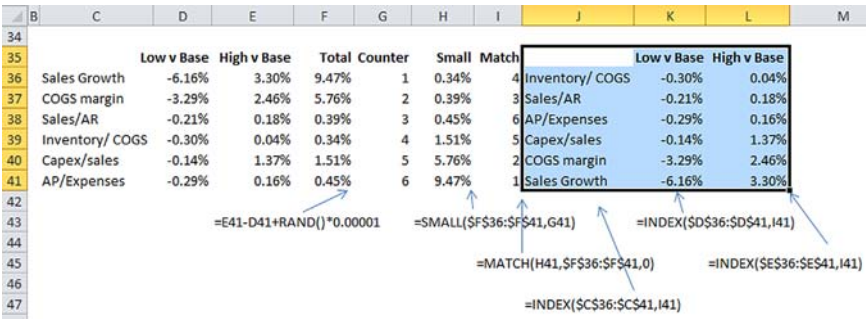 B C D E F G H I J K L M
34
35 Low v Base High v Base Total Counter Small Match Low v Base High v Base
36 Sales Growth -6.16% 3.30% 9.47% 1 0.34% 4 Inventory/ COGS -0.30% 0.04%
37 COGS margin -3.29% 2.46% 5.76% 2 0.39% 3 Sales/AR -0.21% 0.18%
38 Sales/AR -0.21% 0.18% 0.39% 3 0.45% 6 AP/Expenses -0.29% 0.16%
39 Inventory/ COGS -0.30% 0.04% 0.34% 4 1.51% 5 Capex/sales -0.14% 1.37%
40 Capex/sales -0.14% 1.37% 1.51% 5 5.76% 2 COGS margin -3.29% 2.46%
41 AP/Expenses -0.29% 0.16% 0.45% 6 9.47% 1 Sales Growth -6.16% 3.30%
42
43 =E41-D41+RAND()*0.00001 =SMALL($F$36:$F$41,G41) =INDEX($D$36:$D$41,I41)
44
45 =MATCH(H41,$F$36:$F$41,0) =INDEX($E$36:$E$41,I41)
46
47 =INDEX($C$36:$C$41,I41)